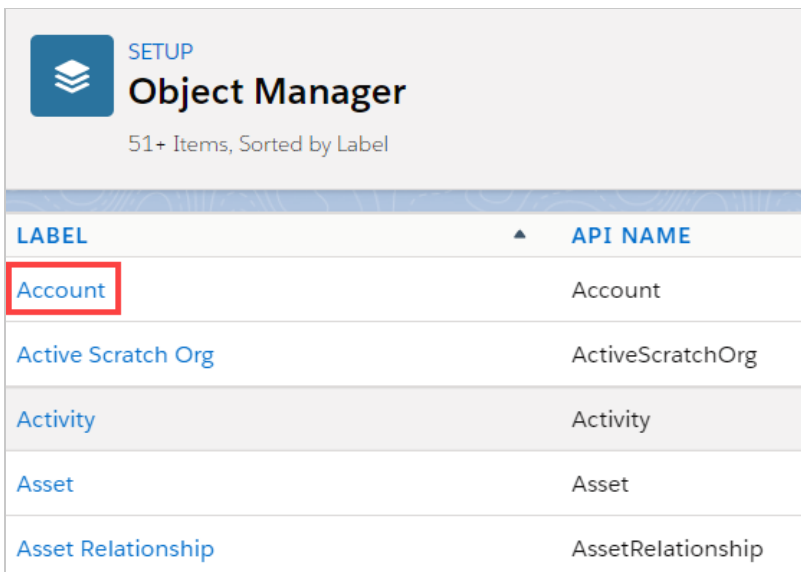 SETUP
Object Manager
51+ Items, Sorted by Label
LABEL API NAME
Account Account
Active Scratch Org ActiveScratchOrg
Activity Activity
Asset Asset
Asset Relationship AssetRelationship